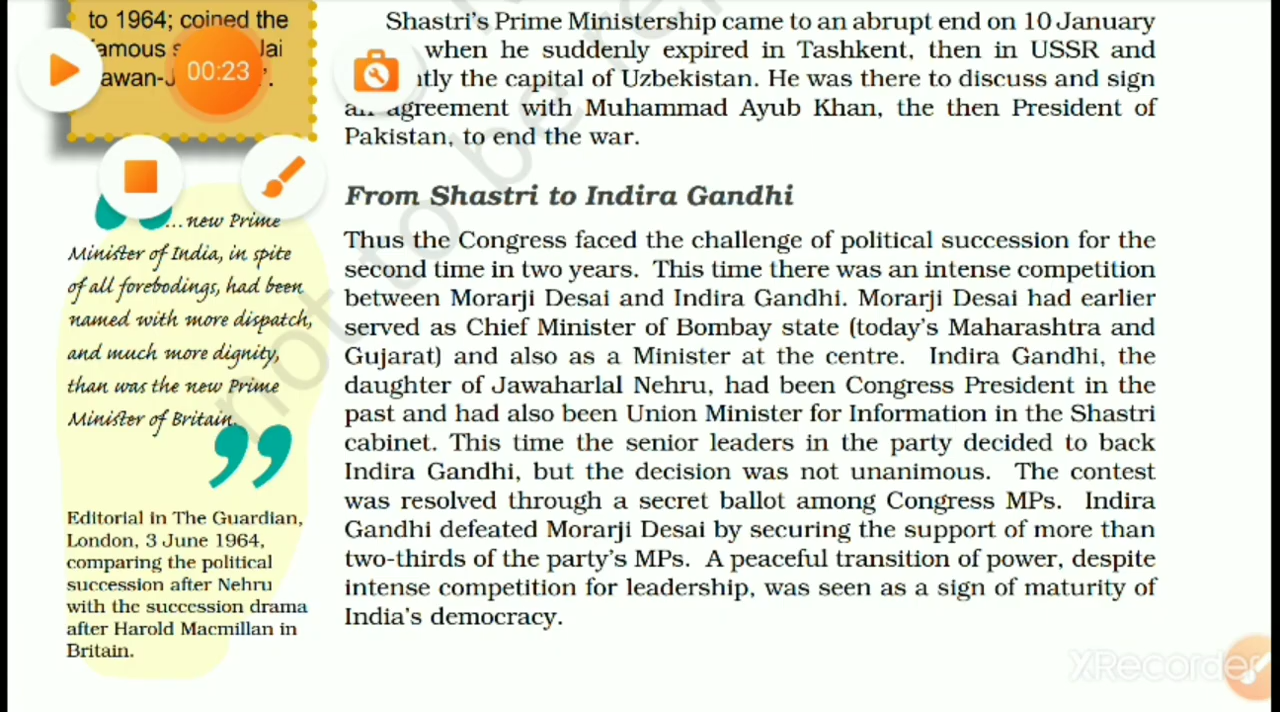 to 1964; coined the
famous s Jai
awan-J '.
00:23
...new Prime
Minister of India, in spite
of all forebodings, had been
named with more dispatch,
and much more dignity,
than was the new Prime
Minister of Britain.
Editorial in The Guardian,
London, 3 June 1964,
comparing the political
succession after Nehru
with the succession drama
after Harold Macmillan in
Britain.
Shastri's Prime Ministership came to an abrupt end on 10 January
when he suddenly expired in Tashkent, then in USSR and
ntly the capital of Uzbekistan. He was there to discuss and sign
an agreement with Muhammad Ayub Khan, the then President of
Pakistan, to end the war.
From Shastri to Indira Gandhi
Thus the Congress faced the challenge of political succession for the
second time in two years. This time there was an intense competition
between Morarji Desai and Indira Gandhi. Morarji Desai had earlier
served as Chief Minister of Bombay state (today's Maharashtra and
Gujarat) and also as a Minister at the centre. Indira Gandhi, the
daughter of Jawaharlal Nehru, had been Congress President in the
past and had also been Union Minister for Information in the Shastri
cabinet. This time the senior leaders in the party decided to back
Indira Gandhi, but the decision was not unanimous. The contest
was resolved through a secret ballot among Congress MPs. Indira
Gandhi defeated Morarji Desai by securing the support of more than
two-thirds of the party's MPs. A peaceful transition of power, despite
intense competition for leadership, was seen as a sign of maturity of
India's democracy.
not to be re
XRecorder